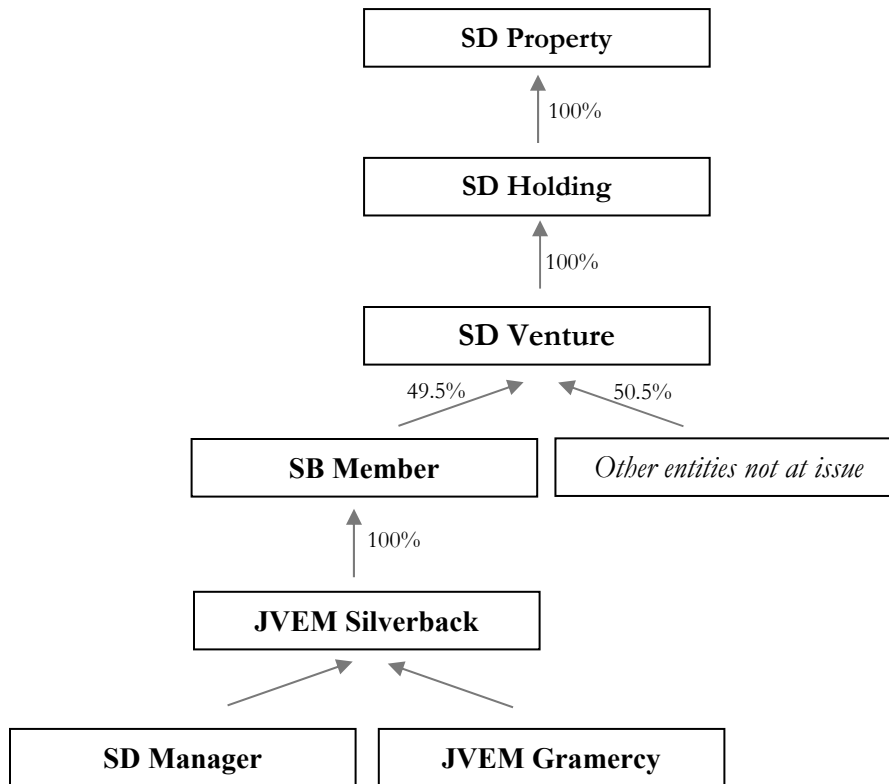 SD Property
100%
SD Holding
100%
SD Venture
49.5%
50.5%
SB Member
Other entities not at issue
100%
JVEM Silverback
SD Manager
JVEM Gramercy